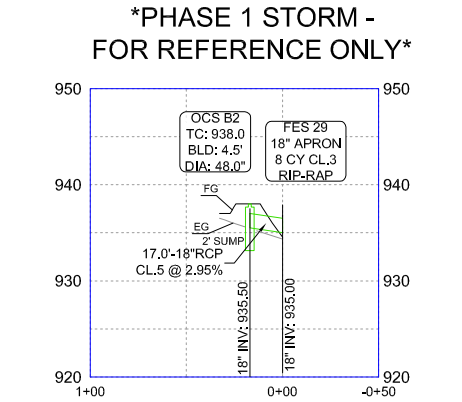 *PHASE 1 STORM -
FOR REFERENCE ONLY*
950
950
OCS B2
TC: 938.0
BLD: 4.5'
DIA: 48.0"
FES 29
18" APRON
8 CY CL.3
RIP-RAP
940
940
FG
EG
2' SUMP
17.0'-18"RCP
CL.5 @ 2.95%
930
930
18" INV: 935.50
18" INV: 935.00
920
920
1+00
0+00
-0+50